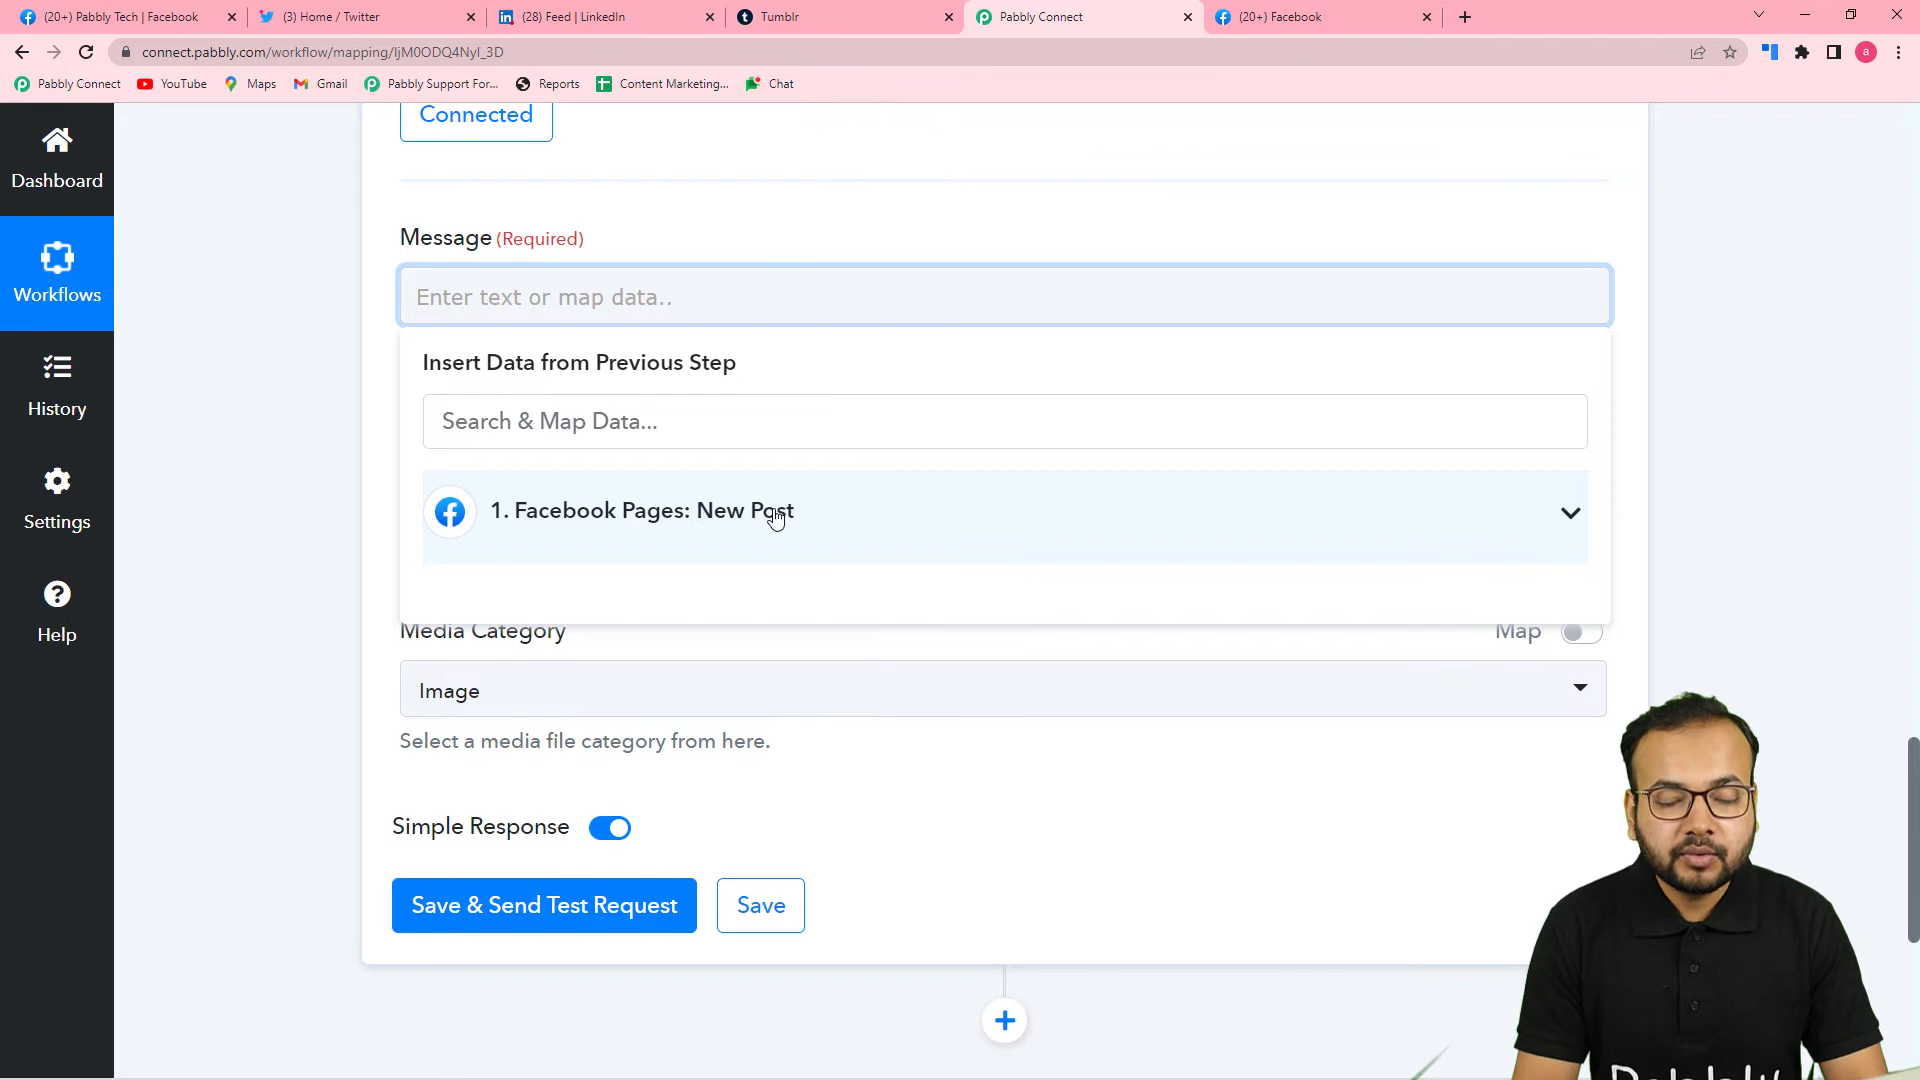 (20+) Pabbly Tech | Facebook
(3) Home / Twitter
(28) Feed | LinkedIn
Tumblr
Pabbly Connect
(20+) Facebook
connect.pabbly.com/workflow/mapping/IjM0ODQ4NyI_3D
a
Pabbly Connect
YouTube
Maps
Gmail
Pabbly Support For...
Reports
Content Marketing...
Chat
Dashboard
Workflows
History
Settings
Help
Connected
Message (Required)
Enter text or map data..
Insert Data from Previous Step
Search & Map Data...
1. Facebook Pages: New Post
Media Category
Map
Image
Select a media file category from here.
Simple Response
Save & Send Test Request
Save
Pabbly